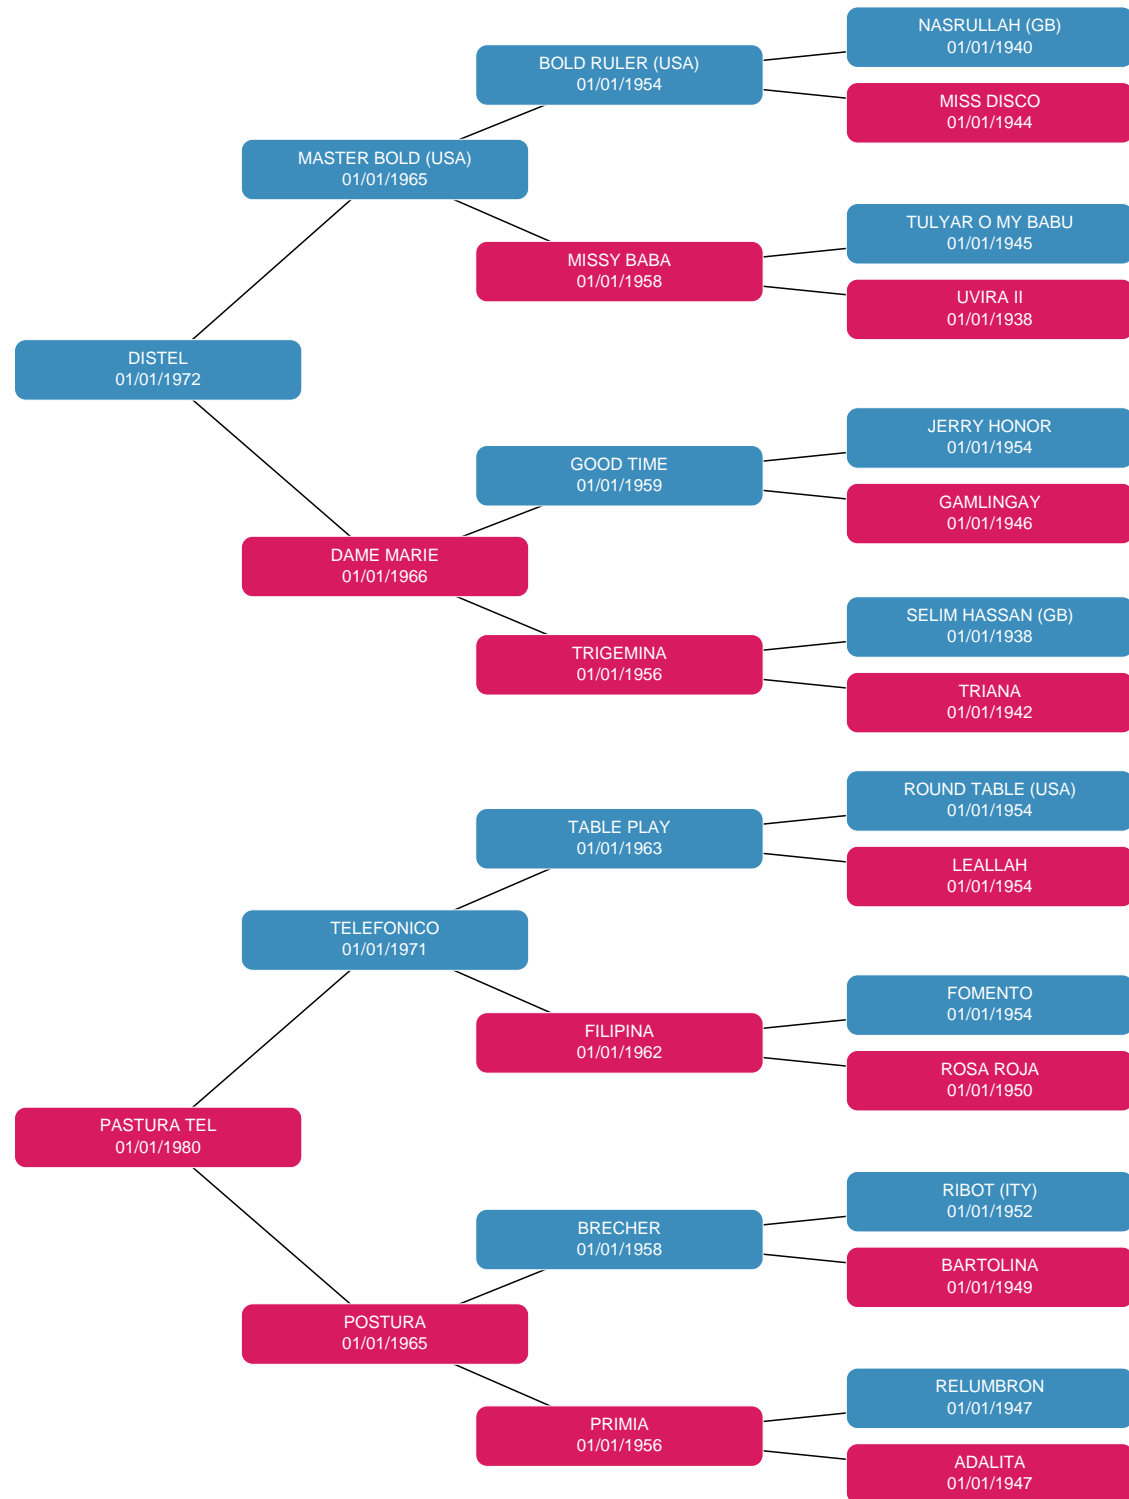 NASRULLAH (GB)
01/01/1940
BOLD RULER (USA)
01/01/1954
MISS DISCO
01/01/1944
MASTER BOLD (USA)
01/01/1965
TULYAR O MY BABU
01/01/1945
MISSY BABA
01/01/1958
UVIRA II
01/01/1938
DISTEL
01/01/1972
JERRY HONOR
01/01/1954
GOOD TIME
01/01/1959
GAMLINGAY
01/01/1946
DAME MARIE
01/01/1966
SELIM HASSAN (GB)
01/01/1938
TRIGEMINA
01/01/1956
TRIANA
01/01/1942
ROUND TABLE (USA)
01/01/1954
TABLE PLAY
01/01/1963
LEALLAH
01/01/1954
TELEFONICO
01/01/1971
FOMENTO
01/01/1954
FILIPINA
01/01/1962
ROSA ROJA
01/01/1950
PASTURA TEL
01/01/1980
RIBOT (ITY)
01/01/1952
BRECHER
01/01/1958
BARTOLINA
01/01/1949
POSTURA
01/01/1965
RELUMBRON
01/01/1947
PRIMIA
01/01/1956
ADALITA
01/01/1947